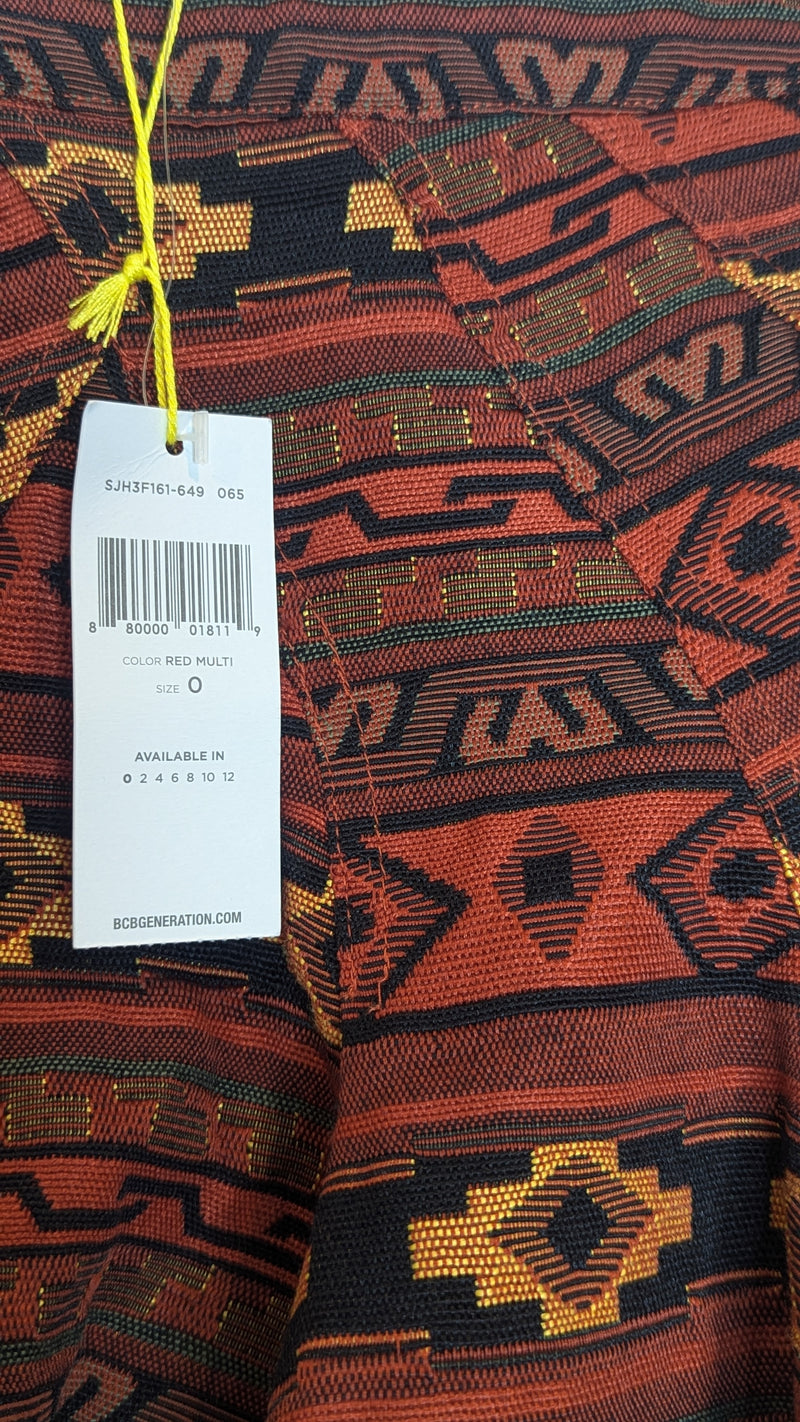 SJH3F161-649 065
8 80000 01811 9
COLOR RED MULTI
SIZE 0
AVAILABLE IN
0 2 4 6 8 10 12
BCBGENERATION.COM